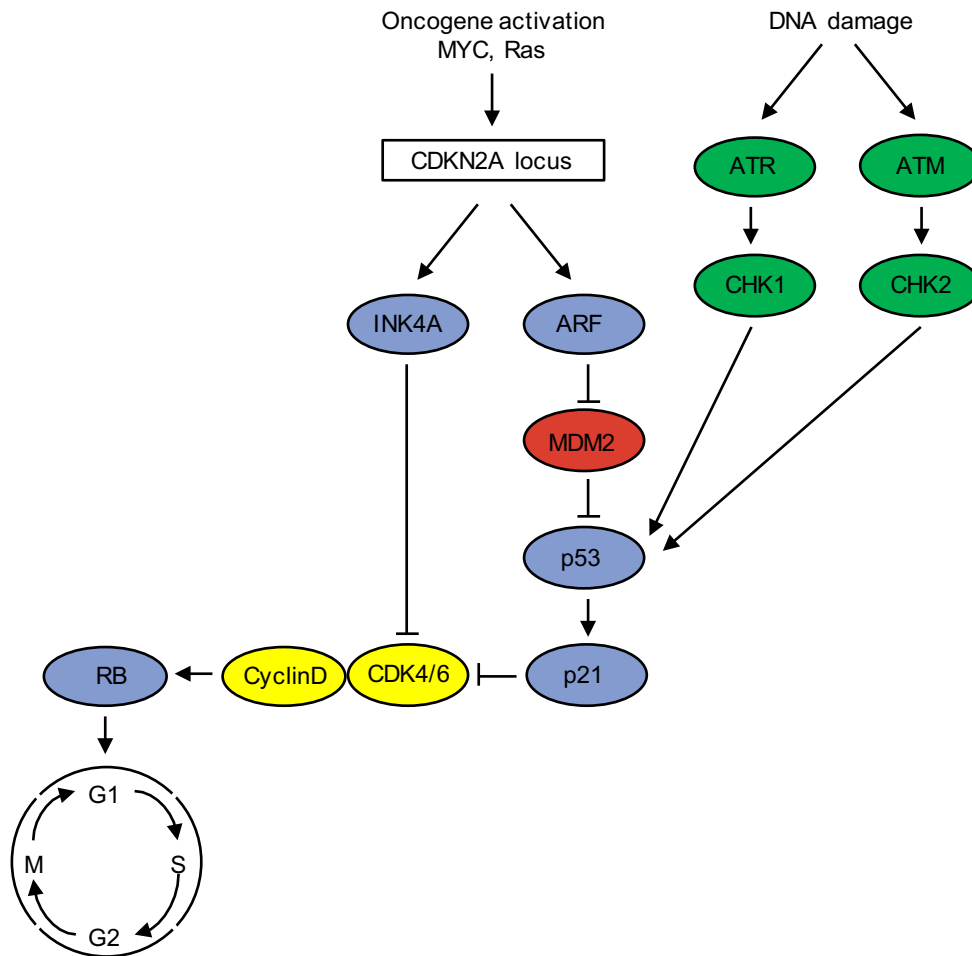 Oncogene activation
MYC, Ras
DNA damage
CDKN2A locus
ATR
ATM
CHK1
CHK2
INK4A
ARF
MDM2
p53
RB
CyclinD
CDK4/6
p21
G1
M
S
G2